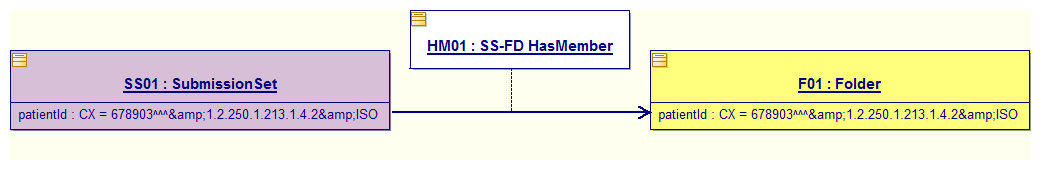 HM01 : SS-FD HasMember
SS01 : SubmissionSet
patientId : CX = 678903^^^&amp;1.2.250.1.213.1.4.2&amp;ISO
F01 : Folder
patientId : CX = 678903^^^&amp;1.2.250.1.213.1.4.2&amp;ISO